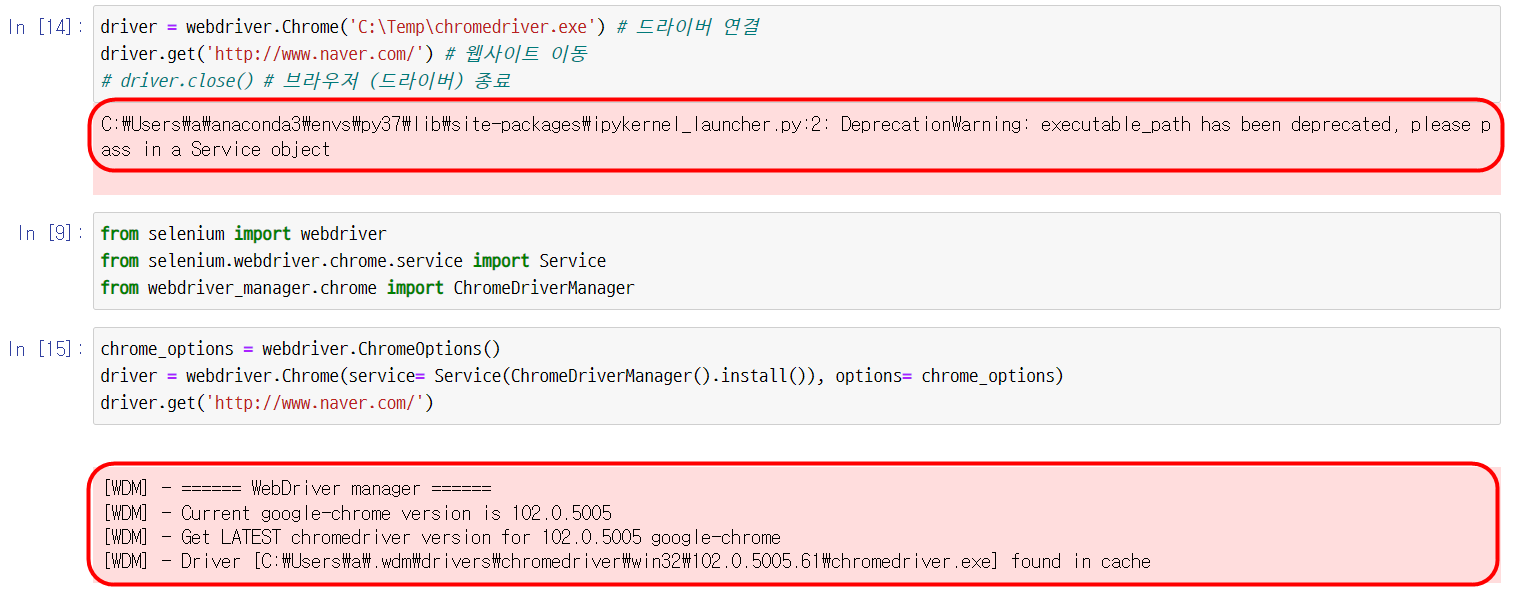 In [14]: driver = webdriver.Chrome('C:\Temp\chromedriver.exe') # 드라이버 연결
driver.get('http://www.naver.com/') # 웹사이트 이동
# driver.close() # 브라우저 (드라이버) 종료
C:₩Users₩a₩anaconda3₩envs₩py37₩lib₩site-packages₩ipykernel_launcher.py:2: DeprecationWarning: executable_path has been deprecated, please p
ass in a Service object
In [9]: from selenium import webdriver
from selenium.webdriver.chrome.service import Service
from webdriver_manager.chrome import ChromeDriverManager
In [15]: chrome_options = webdriver.ChromeOptions()
driver = webdriver.Chrome(service= Service(ChromeDriverManager().install()), options= chrome_options)
driver.get('http://www.naver.com/')
[WDM] - ====== WebDriver manager ======
[WDM] - Current google-chrome version is 102.0.5005
[WDM] - Get LATEST chromedriver version for 102.0.5005 google-chrome
[WDM] - Driver [C:₩Users₩a₩.wdm₩drivers₩chromedriver₩win32₩102.0.5005.61₩chromedriver.exe] found in cache